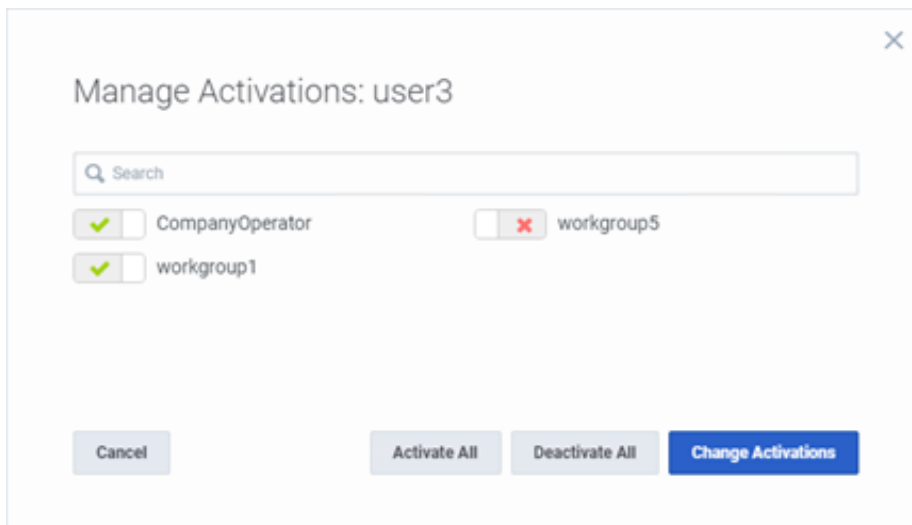 Manage Activations: user3
Search
CompanyOperator
workgroup5
workgroup1
Cancel
Activate All
Deactivate All
Change Activations